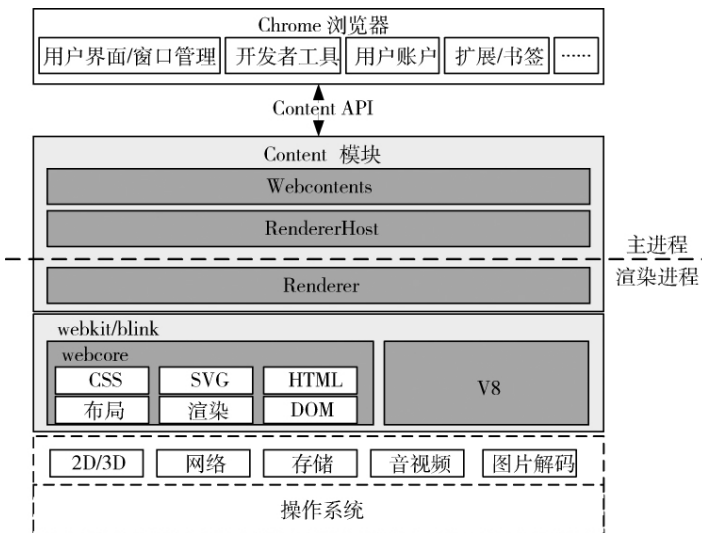 Chrome 浏览器
用户界面/窗口管理 开发者工具 用户账户 扩展/书签 ……
Content API
Content 模块
Webcontents
RendererHost
主进程
渲染进程
Renderer
webkit/blink
webcore
CSS SVG HTML
V8
布局 渲染 DOM
2D/3D 网络 存储 音视频 图片解码
操作系统